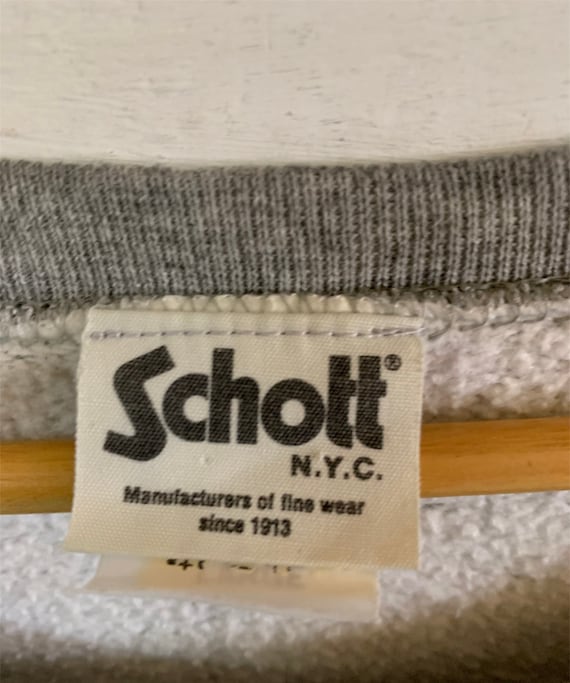 Schott®
N.Y.C.
Manufacturers of fine wear
since 1913